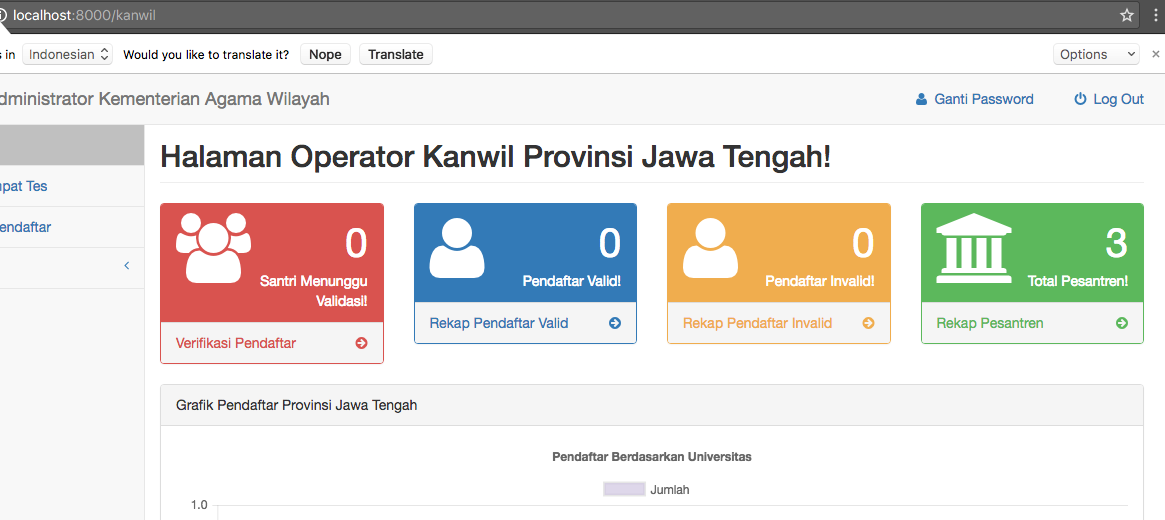 localhost:8000/kanwil
s in Indonesian Would you like to translate it? Nope Translate Options
dministrator Kementerian Agama Wilayah Ganti Password Log Out
Halaman Operator Kanwil Provinsi Jawa Tengah!
pat Tes
endaftar
0
Santri Menunggu
Validasi!
Verifikasi Pendaftar
0
Pendaftar Valid!
Rekap Pendaftar Valid
0
Pendaftar Invalid!
Rekap Pendaftar Invalid
3
Total Pesantren!
Rekap Pesantren
Grafik Pendaftar Provinsi Jawa Tengah
Pendaftar Berdasarkan Universitas
Jumlah
1.0